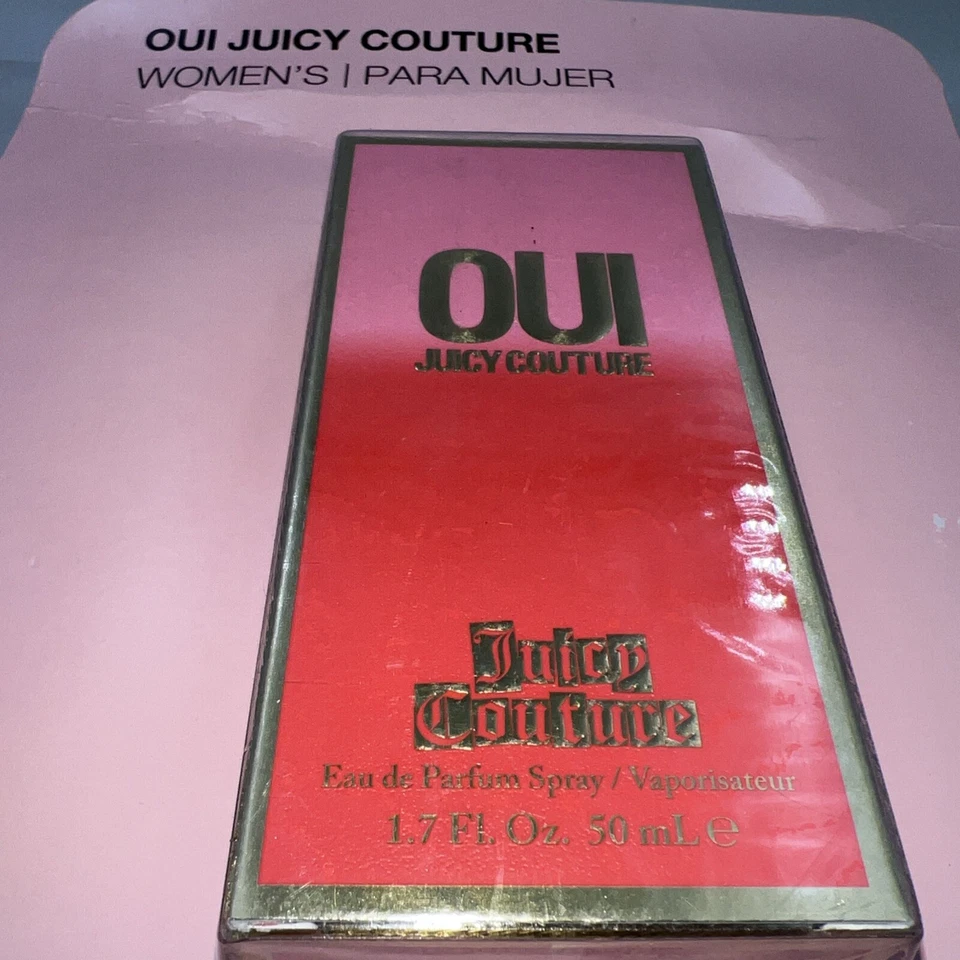 OUI JUICY COUTURE
WOMEN'S | PARA MUJER
OUI
JUICY COUTURE
Juicy
Couture
Eau de Parfum Spray / Vaporisateur
1.7 Fl. Oz. 50 mL ℮